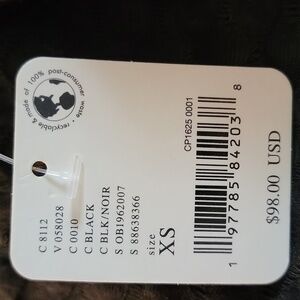 recyclable & made of 100% post-consumer waste •
C 8112
V 058028
C 0010
C BLACK
C BLK/NOIR
S OB1962007
S 88638366
size
XS
CP1625 0001
1 97785 84203 8
$98.00 USD